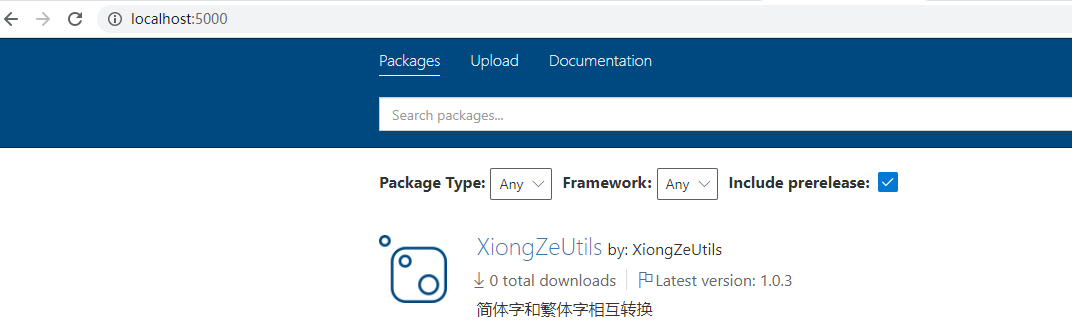 localhost:5000
Packages Upload Documentation
Search packages...
Package Type: Any Framework: Any Include prerelease:
XiongZeUtils by: XiongZeUtils
0 total downloads Latest version: 1.0.3
简体字和繁体字相互转换